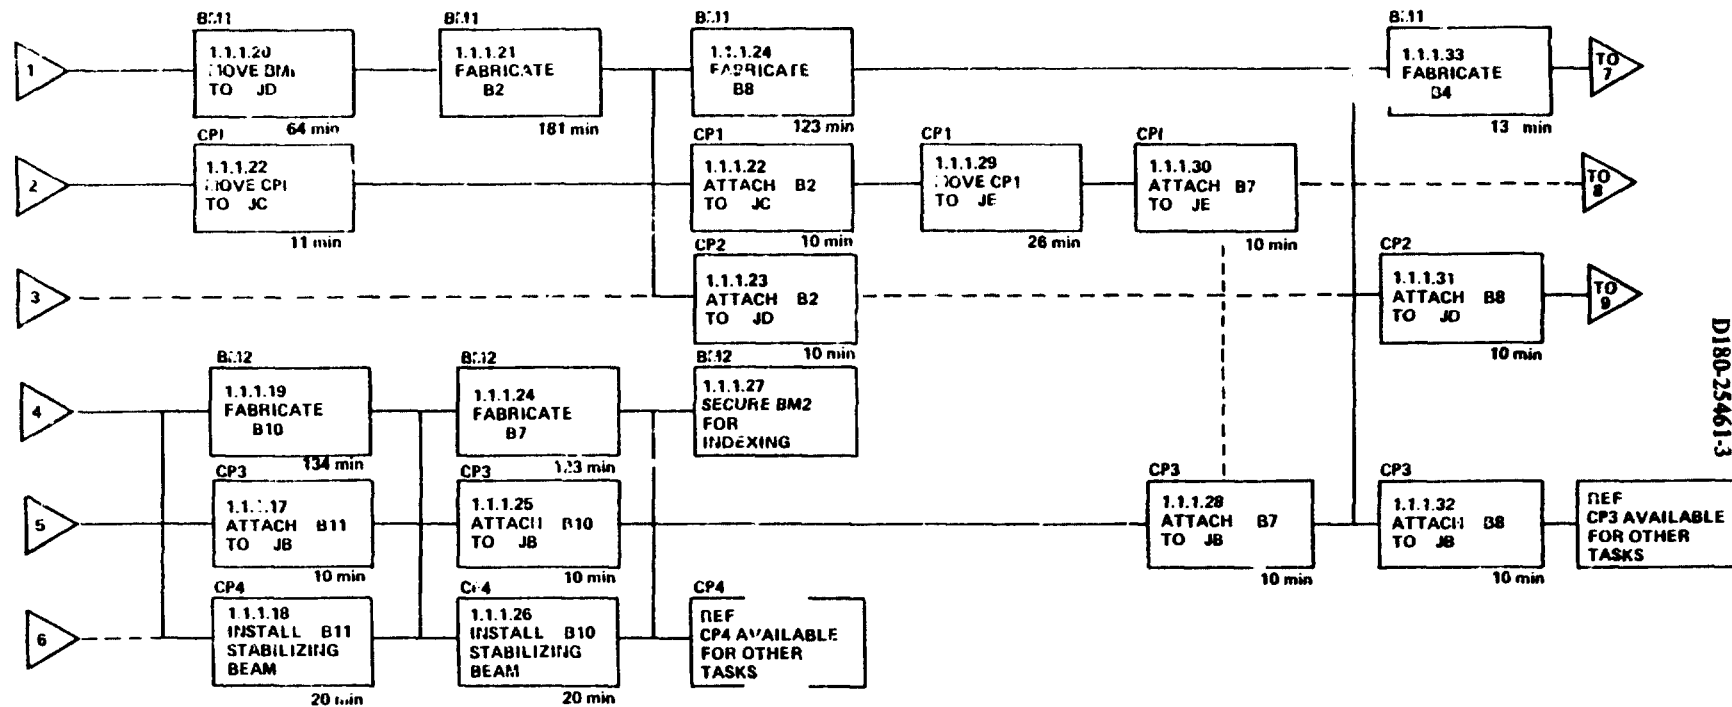 1
BM1
1.1.1.20
MOVE BM1
TO JD
64 min
BM1
1.1.1.21
FABRICATE
B2
181 min
BM1
1.1.1.24
FABRICATE
B8
123 min
BM1
1.1.1.33
FABRICATE
B4
13 min
TO
7
2
CP1
1.1.1.22
MOVE CP1
TO JC
11 min
CP1
1.1.1.22
ATTACH B2
TO JC
10 min
CP1
1.1.1.29
MOVE CP1
TO JE
26 min
CP1
1.1.1.30
ATTACH B7
TO JE
10 min
TO
8
3
CP2
1.1.1.23
ATTACH B2
TO JD
10 min
CP2
1.1.1.31
ATTACH B8
TO JD
10 min
TO
9
4
BM2
1.1.1.19
FABRICATE
B10
134 min
BM2
1.1.1.24
FABRICATE
B7
123 min
BM2
1.1.1.27
SECURE BM2
FOR
INDEXING
5
CP3
1.1.1.17
ATTACH B11
TO JB
10 min
CP3
1.1.1.25
ATTACH B10
TO JB
10 min
CP3
1.1.1.28
ATTACH B7
TO JB
10 min
CP3
1.1.1.32
ATTACH B8
TO JB
10 min
REF
CP3 AVAILABLE
FOR OTHER
TASKS
6
CP4
1.1.1.18
INSTALL B11
STABILIZING
BEAM
20 min
CP4
1.1.1.26
INSTALL B10
STABILIZING
BEAM
20 min
CP4
REF
CP4 AVAILABLE
FOR OTHER
TASKS
D180-25461-3